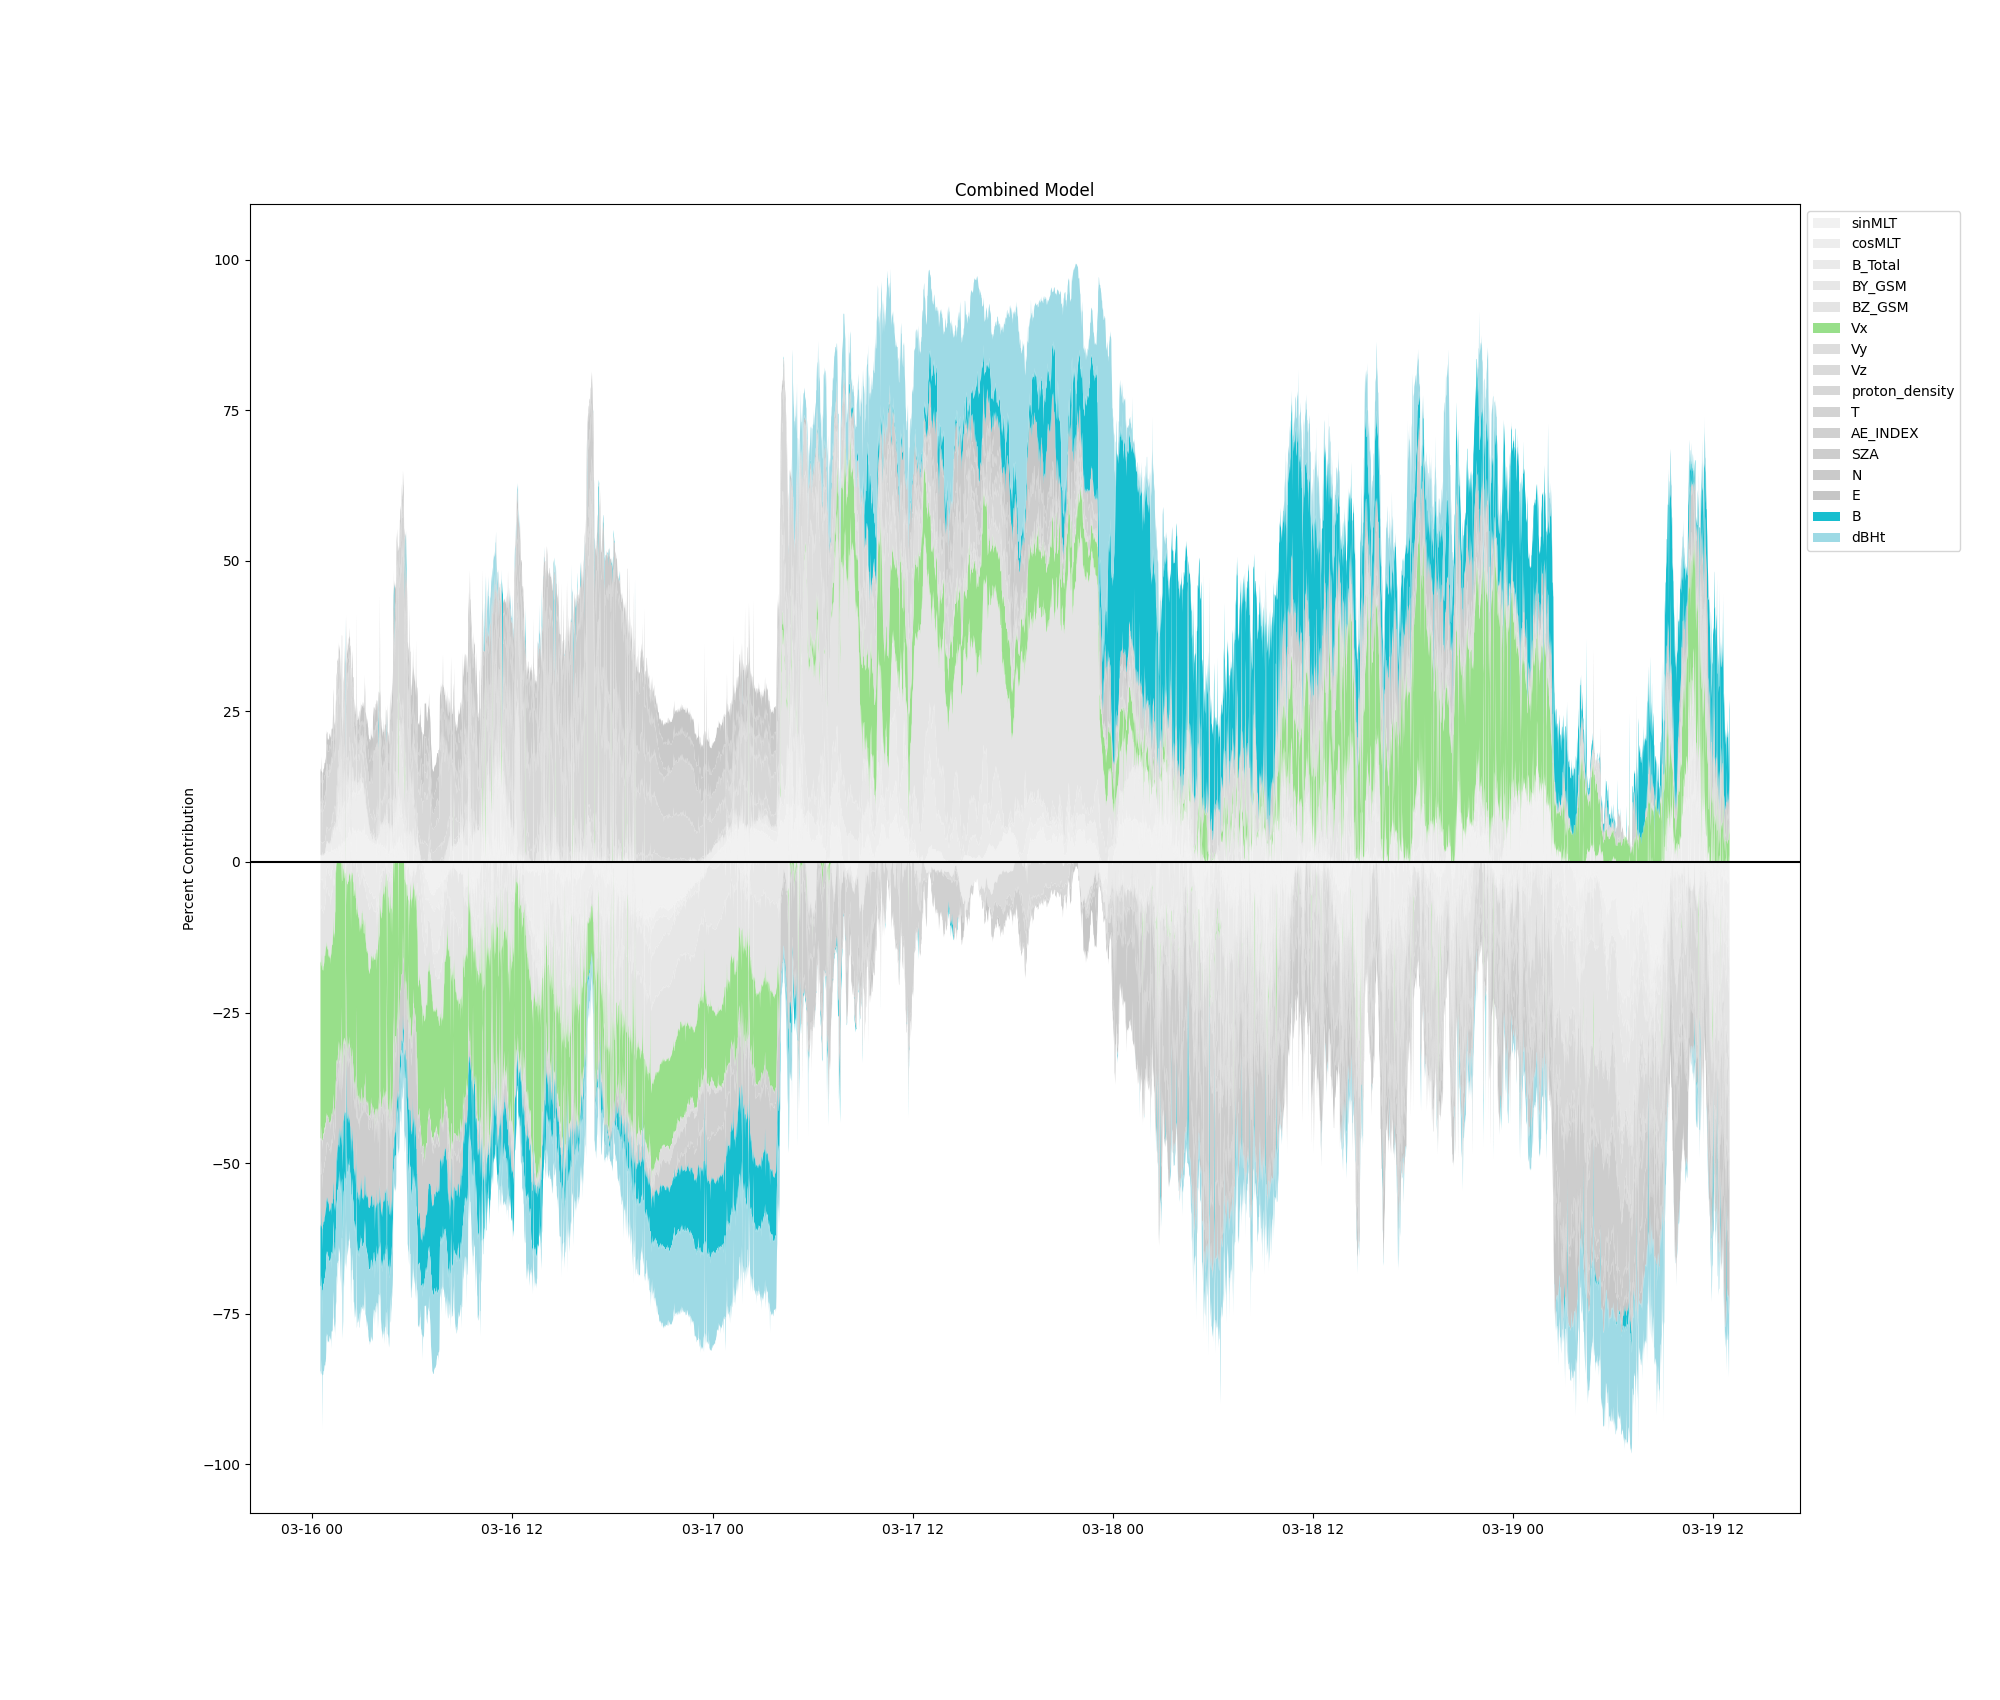 Combined Model
100
75
50
25
0
−25
−50
−75
−100
Percent Contribution
03-16 00
03-16 12
03-17 00
03-17 12
03-18 00
03-18 12
03-19 00
03-19 12
sinMLT
cosMLT
B_Total
BY_GSM
BZ_GSM
Vx
Vy
Vz
proton_density
T
AE_INDEX
SZA
N
E
B
dBHt